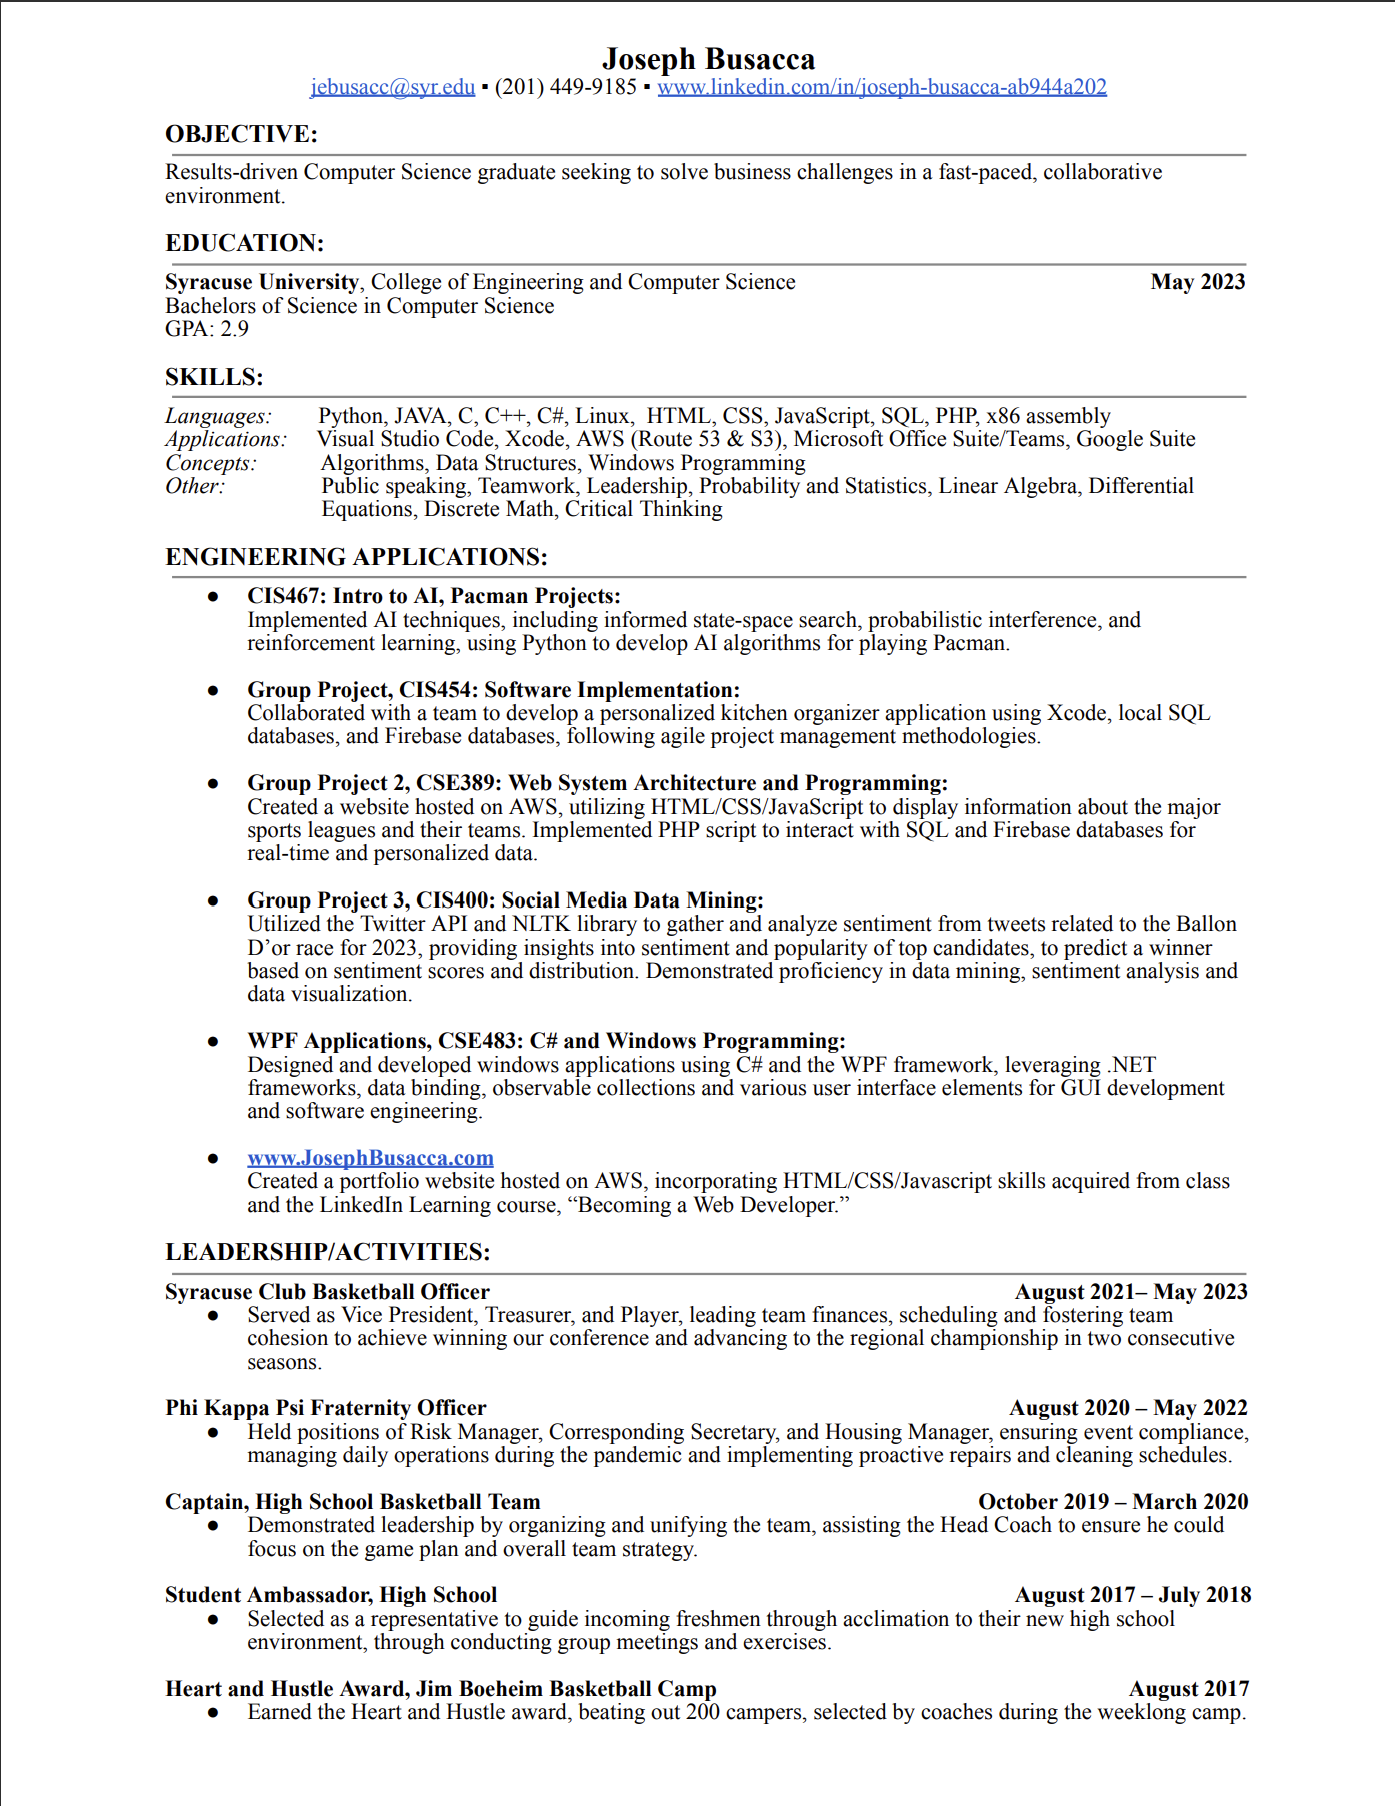 Joseph Busacca
jebusacc@syr.edu ▪ (201) 449-9185 ▪ www.linkedin.com/in/joseph-busacca-ab944a202
OBJECTIVE:
Results-driven Computer Science graduate seeking to solve business challenges in a fast-paced, collaborative
environment.
EDUCATION:
Syracuse University, College of Engineering and Computer Science May 2023
Bachelors of Science in Computer Science
GPA: 2.9
SKILLS:
Languages: Python, JAVA, C, C++, C#, Linux, HTML, CSS, JavaScript, SQL, PHP, x86 assembly
Applications: Visual Studio Code, Xcode, AWS (Route 53 & S3), Microsoft Office Suite/Teams, Google Suite
Concepts: Algorithms, Data Structures, Windows Programming
Other: Public speaking, Teamwork, Leadership, Probability and Statistics, Linear Algebra, Differential
Equations, Discrete Math, Critical Thinking
ENGINEERING APPLICATIONS:
● CIS467: Intro to AI, Pacman Projects:
Implemented AI techniques, including informed state-space search, probabilistic interference, and
reinforcement learning, using Python to develop AI algorithms for playing Pacman.
● Group Project, CIS454: Software Implementation:
Collaborated with a team to develop a personalized kitchen organizer application using Xcode, local SQL
databases, and Firebase databases, following agile project management methodologies.
● Group Project 2, CSE389: Web System Architecture and Programming:
Created a website hosted on AWS, utilizing HTML/CSS/JavaScript to display information about the major
sports leagues and their teams. Implemented PHP script to interact with SQL and Firebase databases for
real-time and personalized data.
● Group Project 3, CIS400: Social Media Data Mining:
Utilized the Twitter API and NLTK library to gather and analyze sentiment from tweets related to the Ballon
D’or race for 2023, providing insights into sentiment and popularity of top candidates, to predict a winner
based on sentiment scores and distribution. Demonstrated proficiency in data mining, sentiment analysis and
data visualization.
● WPF Applications, CSE483: C# and Windows Programming:
Designed and developed windows applications using C# and the WPF framework, leveraging .NET
frameworks, data binding, observable collections and various user interface elements for GUI development
and software engineering.
● www.JosephBusacca.com
Created a portfolio website hosted on AWS, incorporating HTML/CSS/Javascript skills acquired from class
and the LinkedIn Learning course, “Becoming a Web Developer.”
LEADERSHIP/ACTIVITIES:
Syracuse Club Basketball Officer August 2021– May 2023
● Served as Vice President, Treasurer, and Player, leading team finances, scheduling and fostering team
cohesion to achieve winning our conference and advancing to the regional championship in two consecutive
seasons.
Phi Kappa Psi Fraternity Officer August 2020 – May 2022
● Held positions of Risk Manager, Corresponding Secretary, and Housing Manager, ensuring event compliance,
managing daily operations during the pandemic and implementing proactive repairs and cleaning schedules.
Captain, High School Basketball Team October 2019 – March 2020
● Demonstrated leadership by organizing and unifying the team, assisting the Head Coach to ensure he could
focus on the game plan and overall team strategy.
Student Ambassador, High School August 2017 – July 2018
● Selected as a representative to guide incoming freshmen through acclimation to their new high school
environment, through conducting group meetings and exercises.
Heart and Hustle Award, Jim Boeheim Basketball Camp August 2017
● Earned the Heart and Hustle award, beating out 200 campers, selected by coaches during the weeklong camp.